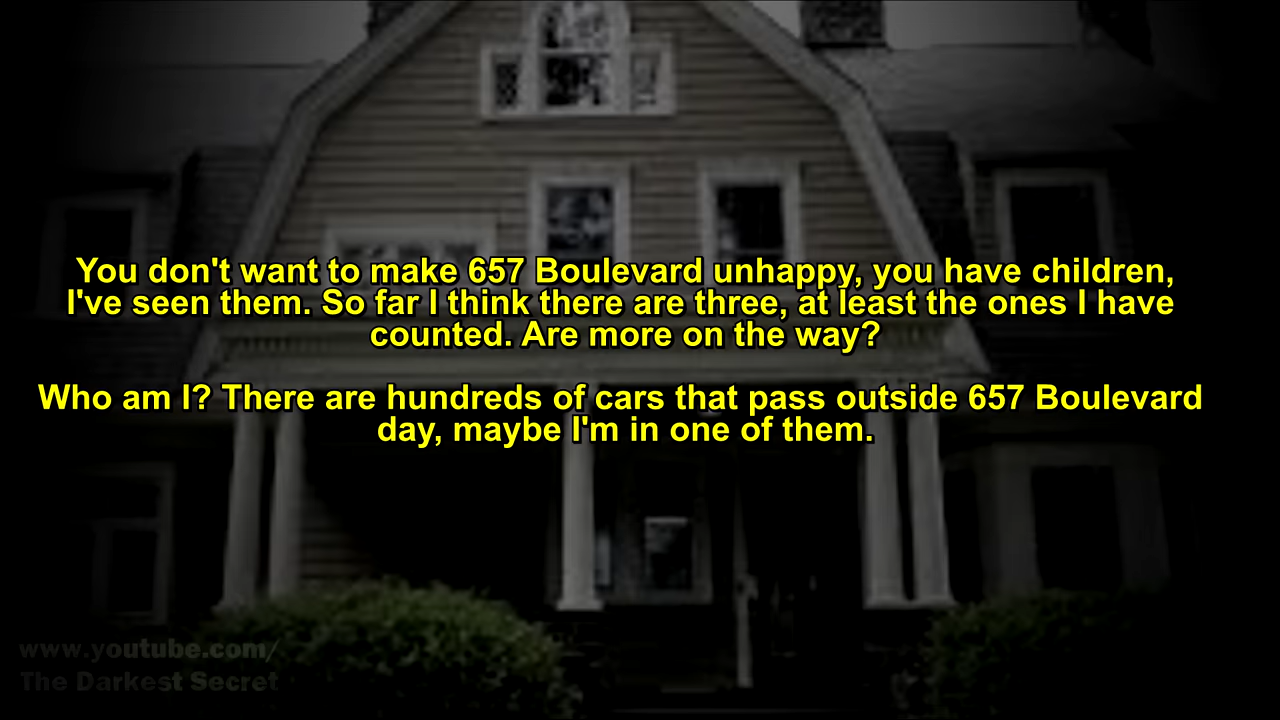 You don't want to make 657 Boulevard unhappy, you have children,
I've seen them. So far I think there are three, at least the ones I have
counted. Are more on the way?
Who am I? There are hundreds of cars that pass outside 657 Boulevard
day, maybe I'm in one of them.
www.youtube.com/
The Darkest Secret